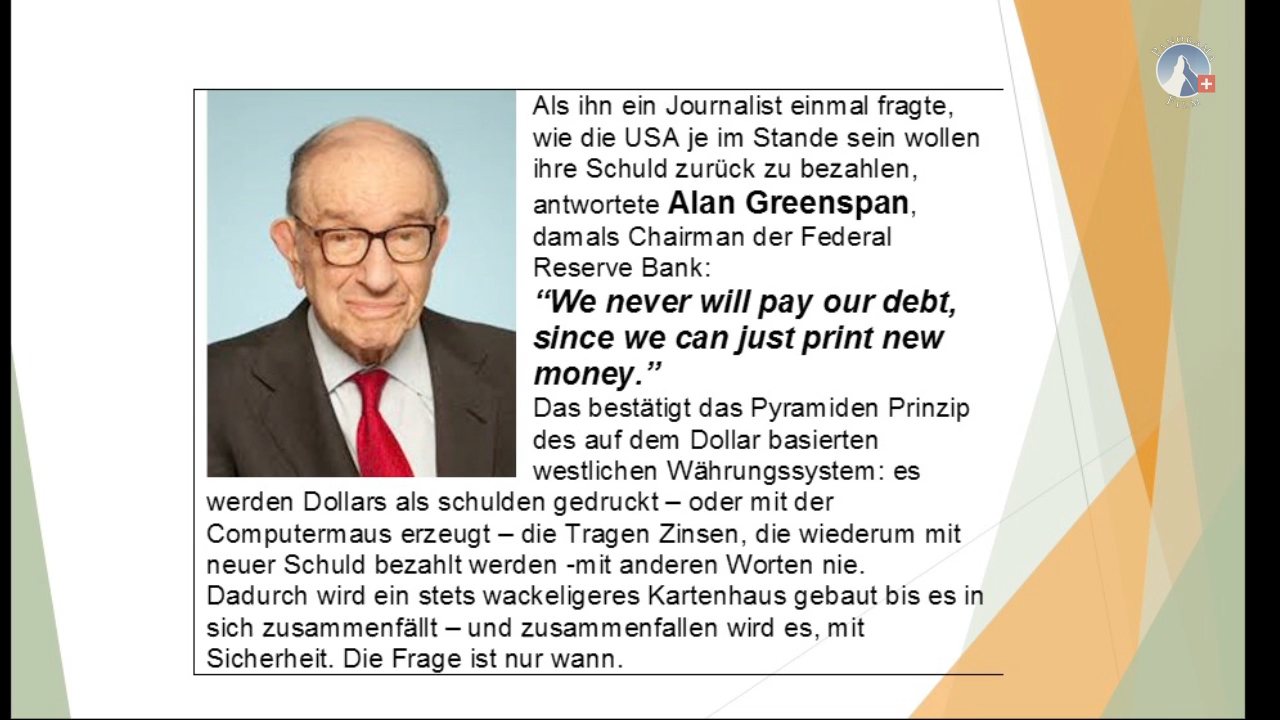 PANORAMA
FILM
Als ihn ein Journalist einmal fragte,
wie die USA je im Stande sein wollen
ihre Schuld zurück zu bezahlen,
antwortete Alan Greenspan,
damals Chairman der Federal
Reserve Bank:
“We never will pay our debt,
since we can just print new
money.”
Das bestätigt das Pyramiden Prinzip
des auf dem Dollar basierten
westlichen Währungssystem: es
werden Dollars als schulden gedruckt – oder mit der
Computermaus erzeugt – die Tragen Zinsen, die wiederum mit
neuer Schuld bezahlt werden -mit anderen Worten nie.
Dadurch wird ein stets wackeligeres Kartenhaus gebaut bis es in
sich zusammenfällt – und zusammenfallen wird es, mit
Sicherheit. Die Frage ist nur wann.